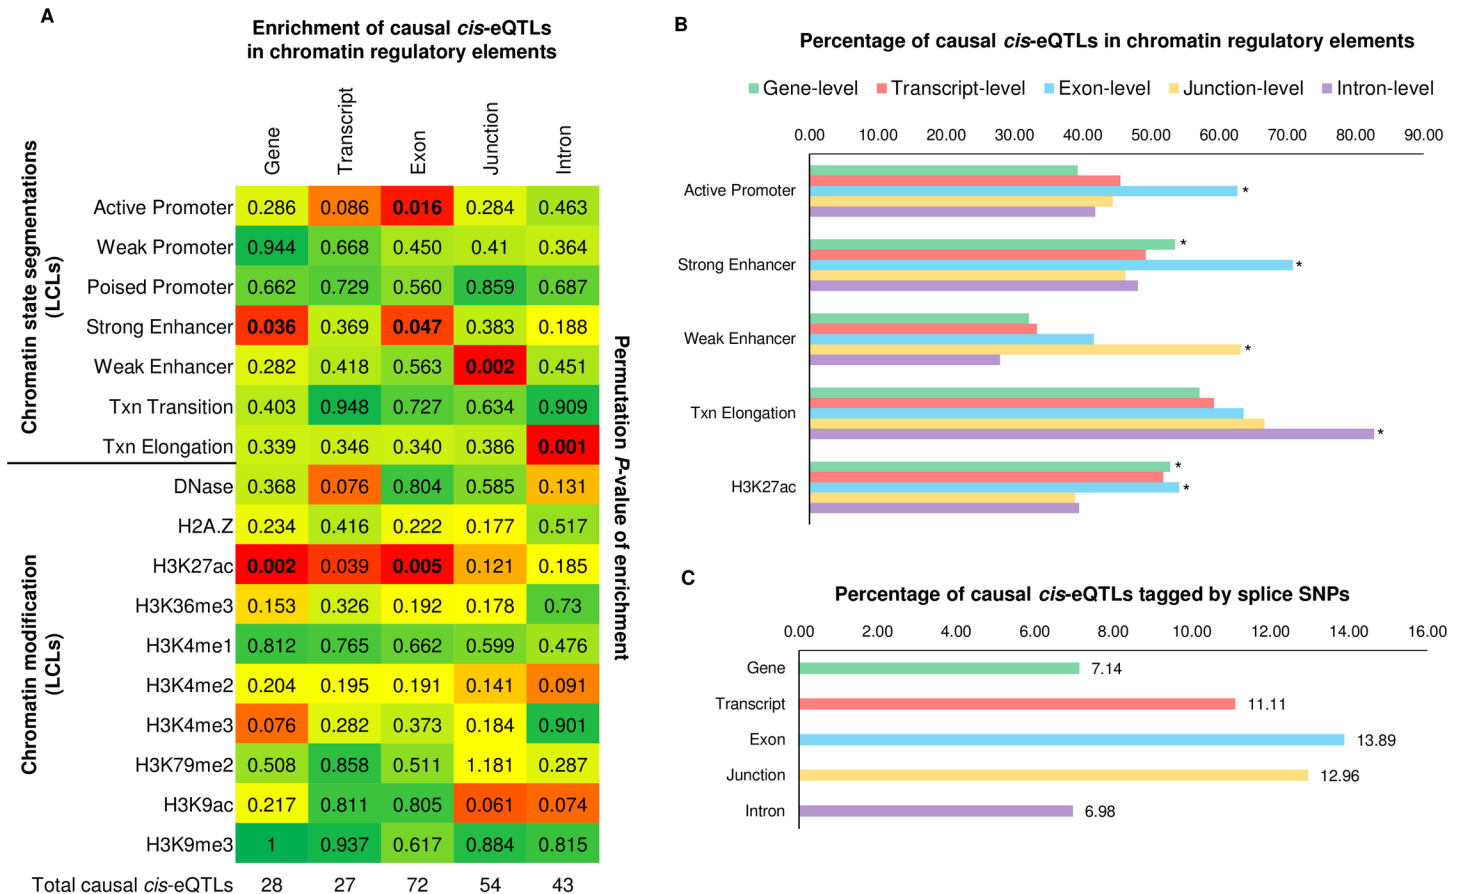 A
Enrichment of causal cis-eQTLs
in chromatin regulatory elements
Gene
Transcript
Exon
Junction
Intron
Chromatin state segmentations
(LCLs)
Active Promoter 0.286 0.086 0.016 0.284 0.463
Weak Promoter 0.944 0.668 0.450 0.41 0.364
Poised Promoter 0.662 0.729 0.560 0.859 0.687
Strong Enhancer 0.036 0.369 0.047 0.383 0.188
Weak Enhancer 0.282 0.418 0.563 0.002 0.451
Txn Transition 0.403 0.948 0.727 0.634 0.909
Txn Elongation 0.339 0.346 0.340 0.386 0.001
Chromatin modification
(LCLs)
DNase 0.368 0.076 0.804 0.585 0.131
H2A.Z 0.234 0.416 0.222 0.177 0.517
H3K27ac 0.002 0.039 0.005 0.121 0.185
H3K36me3 0.153 0.326 0.192 0.178 0.73
H3K4me1 0.812 0.765 0.662 0.599 0.476
H3K4me2 0.204 0.195 0.191 0.141 0.091
H3K4me3 0.076 0.282 0.373 0.184 0.901
H3K79me2 0.508 0.858 0.511 1.181 0.287
H3K9ac 0.217 0.811 0.805 0.061 0.074
H3K9me3 1 0.937 0.617 0.884 0.815
Total causal cis-eQTLs 28 27 72 54 43
Permutation P-value of enrichment
B
Percentage of causal cis-eQTLs in chromatin regulatory elements
Gene-level Transcript-level Exon-level Junction-level Intron-level
0.00 10.00 20.00 30.00 40.00 50.00 60.00 70.00 80.00 90.00
Active Promoter *
Strong Enhancer * *
Weak Enhancer *
Txn Elongation *
H3K27ac * *
C
Percentage of causal cis-eQTLs tagged by splice SNPs
0.00 2.00 4.00 6.00 8.00 10.00 12.00 14.00 16.00
Gene 7.14
Transcript 11.11
Exon 13.89
Junction 12.96
Intron 6.98